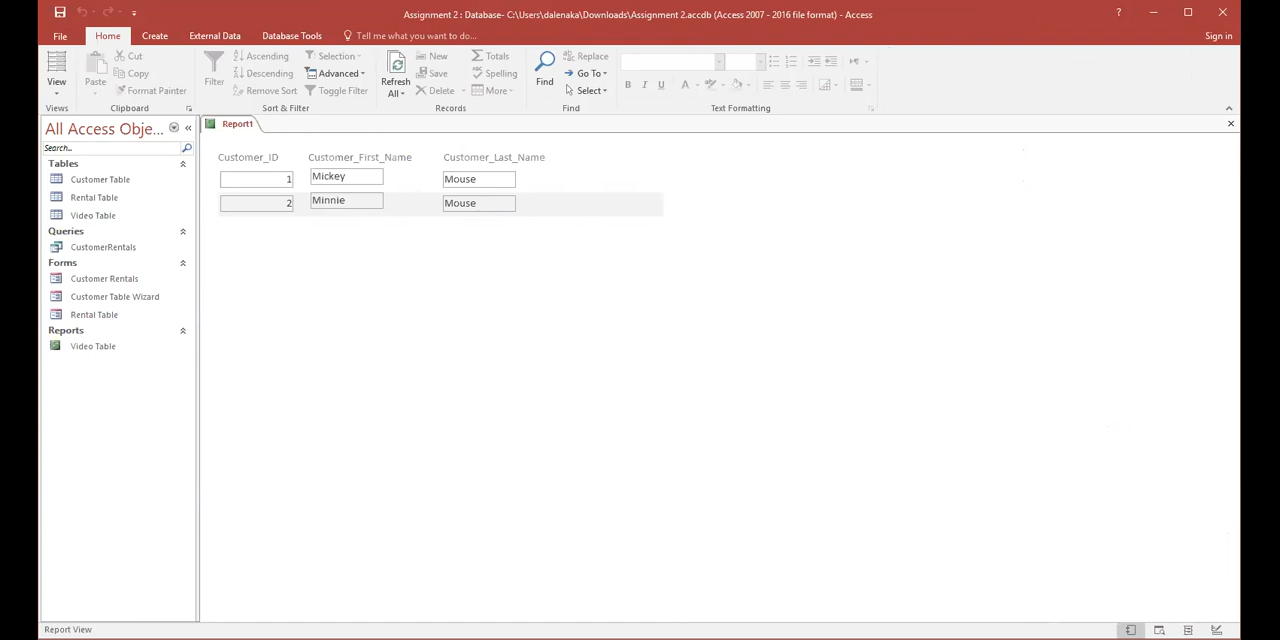 Assignment 2 : Database- C:\Users\dalenaka\Downloads\Assignment 2.accdb (Access 2007 - 2016 file format) - Access
?
File Home Create External Data Database Tools Tell me what you want to do... Sign in
View
Views
Paste
Cut
Copy
Format Painter
Clipboard
Filter
Ascending
Descending
Remove Sort
Selection
Advanced
Toggle Filter
Sort & Filter
Refresh
All
New
Save
Delete
Totals
Spelling
More
Records
Find
Replace
Go To
Select
Find
B I U A
Text Formatting
All Access Obje...
Search...
Tables
Customer Table
Rental Table
Video Table
Queries
CustomerRentals
Forms
Customer Rentals
Customer Table Wizard
Rental Table
Reports
Video Table
Report1
Customer_ID Customer_First_Name Customer_Last_Name
1 Mickey Mouse
2 Minnie Mouse
Report View